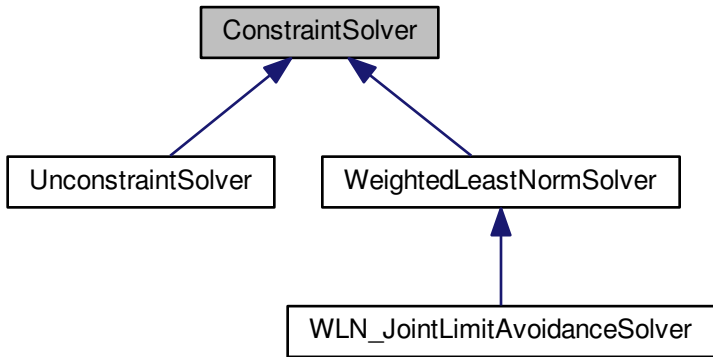 ConstraintSolver
UnconstraintSolver
WeightedLeastNormSolver
WLN_JointLimitAvoidanceSolver